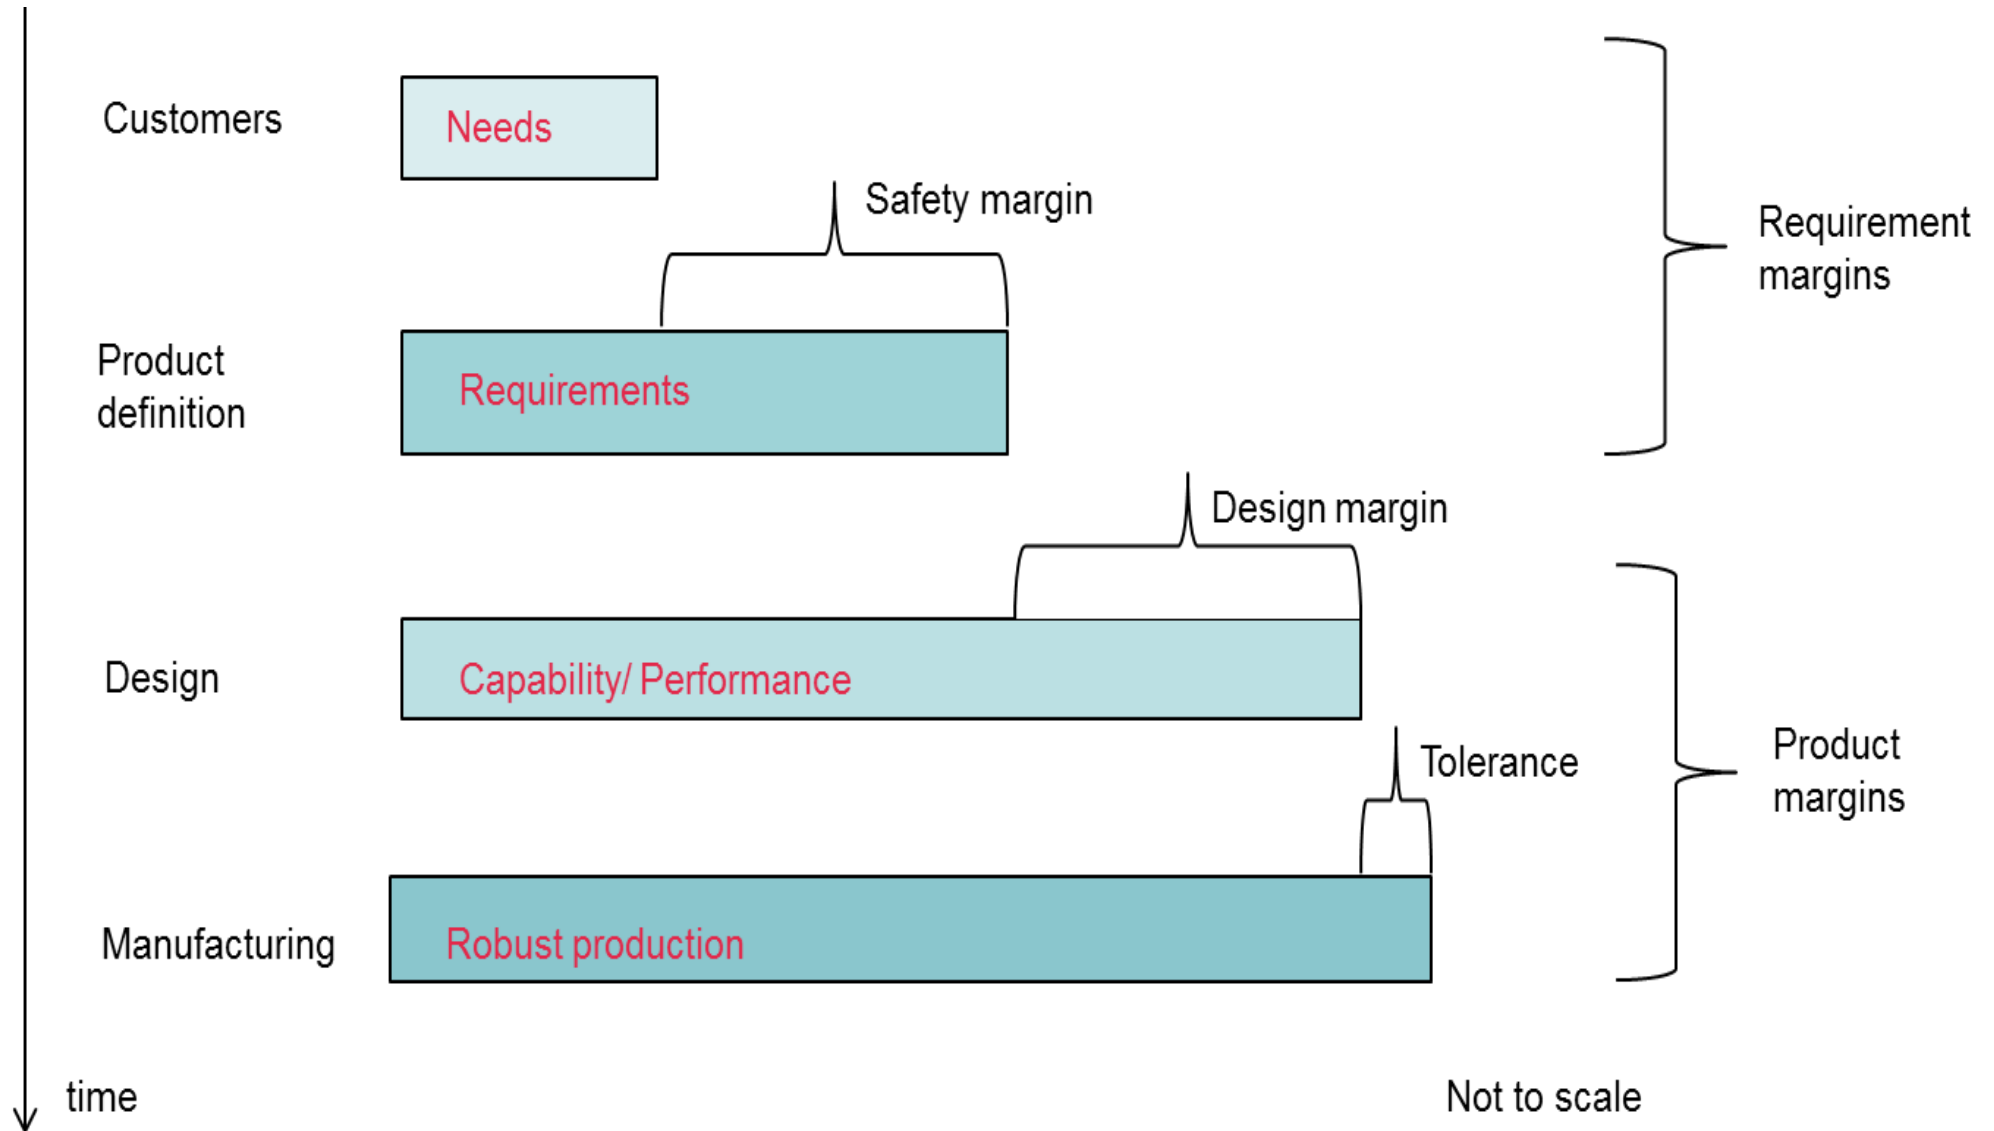 Customers
Needs
Safety margin
Requirement
margins
Product
definition
Requirements
Design margin
Design
Capability/ Performance
Tolerance
Product
margins
Manufacturing
Robust production
time
Not to scale